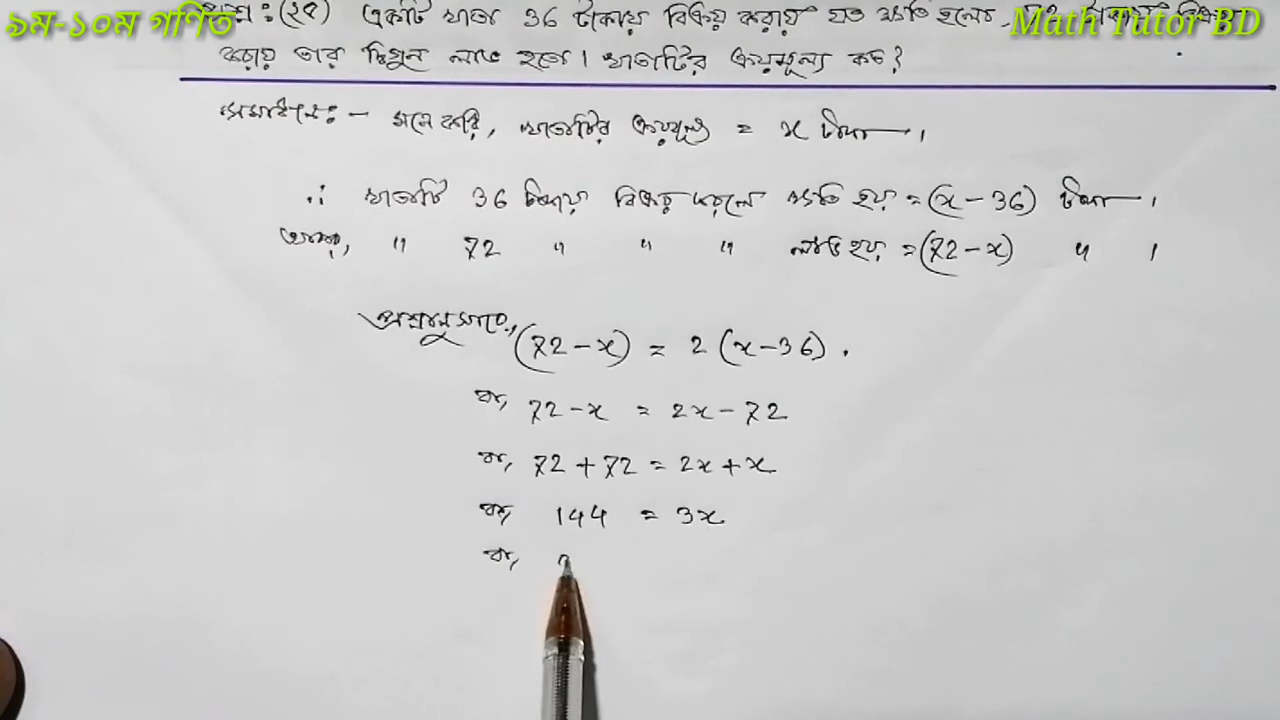 ৯ম-১০ম গণিত
Math Tutor BD
প্রশ্ন : (২৫) একটি খাতা 36 টাকায় বিক্রয় করায় যত ক্ষতি হলো,
করায় তার দ্বিগুন লাভ হতো। খাতাটির ক্রয়মূল্য কত?
সমাধান :- মনে করি, খাতাটির ক্রয়মূল্য = x টাকা।
∴ খাতাটি 36 টাকায় বিক্রয় করলে ক্ষতি হয় = (x - 36) টাকা।
আবার, " 72 " " " লাভ হয় = (72 - x) " ।
প্রশ্নানুসারে, (72 - x) = 2 (x - 36).
বা, 72 - x = 2x - 72
বা, 72 + 72 = 2x + x
বা, 144 = 3x
বা,